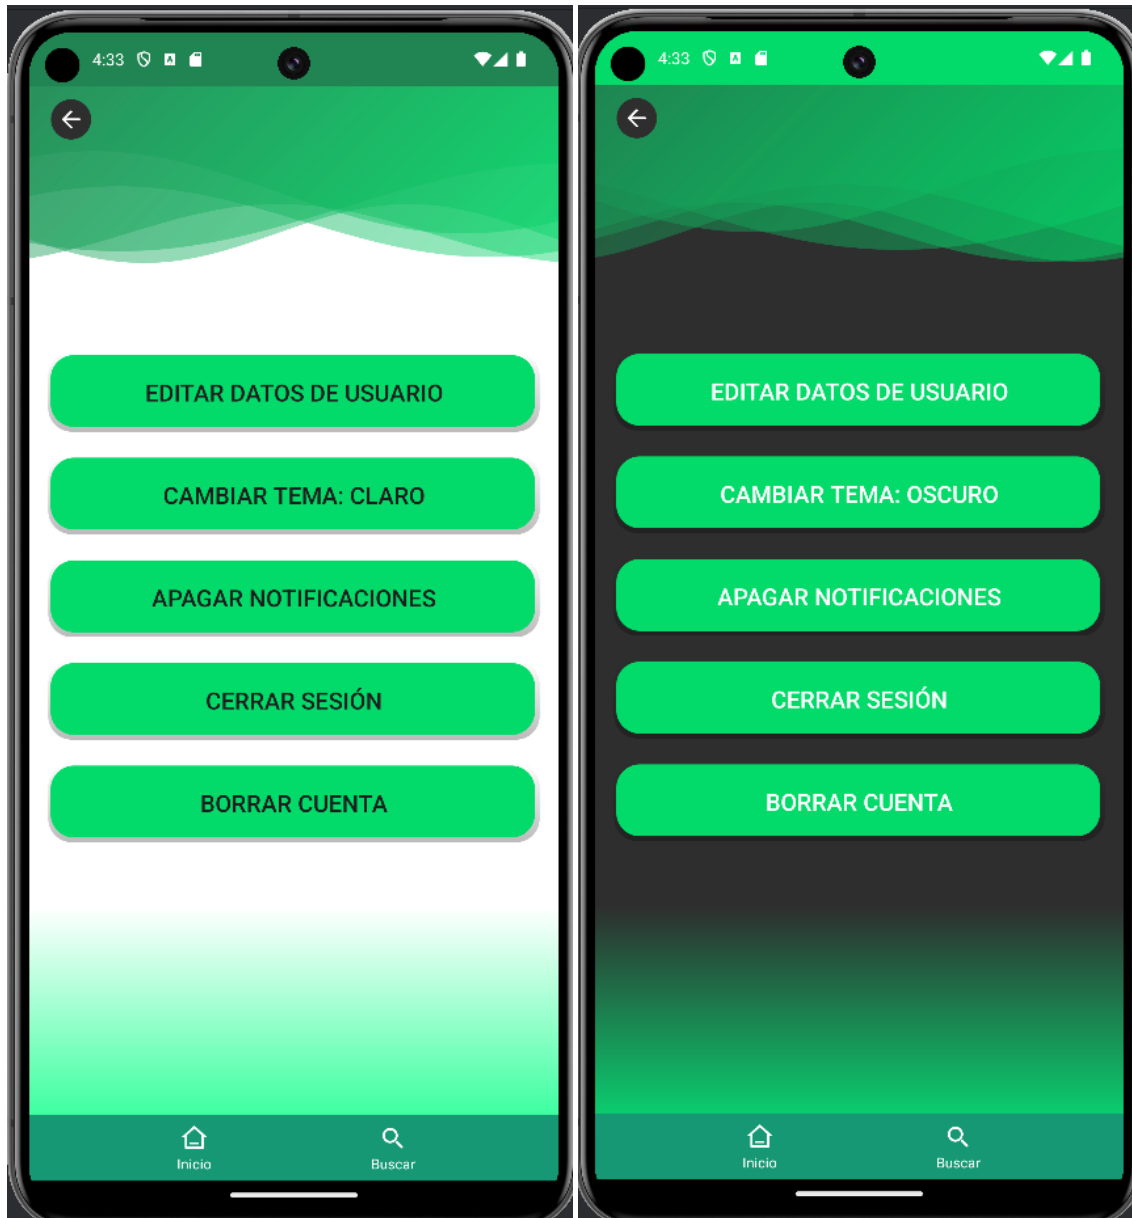 4:33
EDITAR DATOS DE USUARIO
CAMBIAR TEMA: CLARO
APAGAR NOTIFICACIONES
CERRAR SESIÓN
BORRAR CUENTA
Inicio
Buscar
4:33
EDITAR DATOS DE USUARIO
CAMBIAR TEMA: OSCURO
APAGAR NOTIFICACIONES
CERRAR SESIÓN
BORRAR CUENTA
Inicio
Buscar